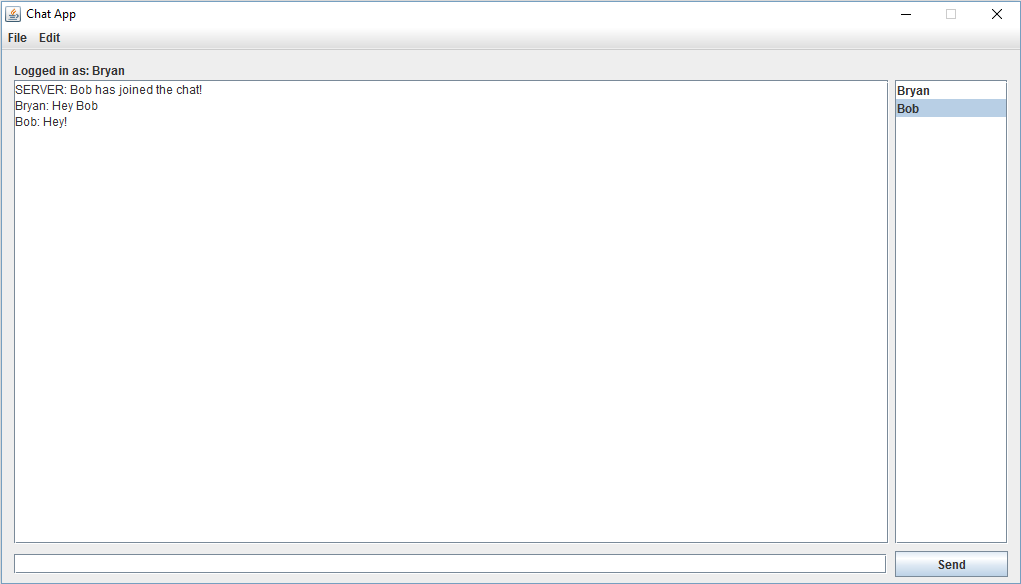 Chat App
File Edit
Logged in as: Bryan
SERVER: Bob has joined the chat!
Bryan: Hey Bob
Bob: Hey!
Bryan
Bob
Send